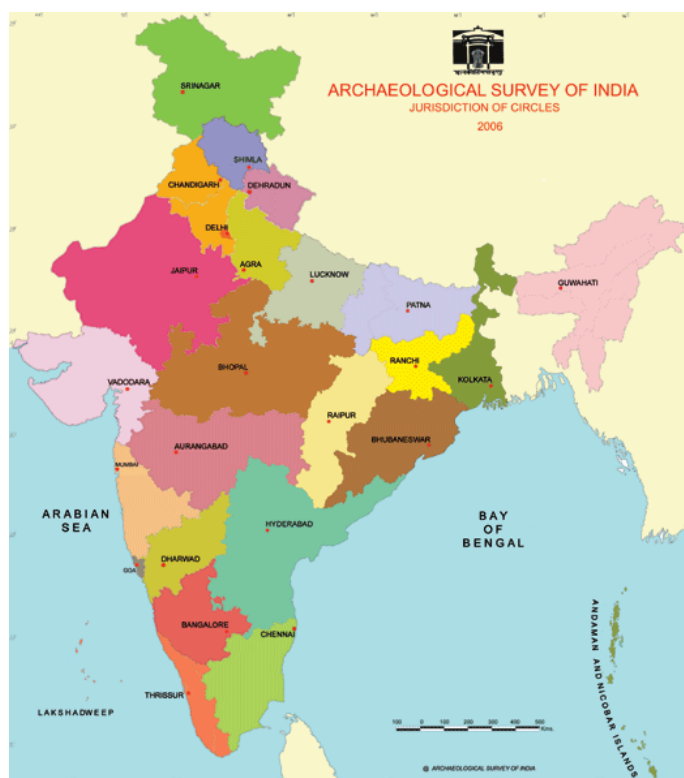 ARCHAEOLOGICAL SURVEY OF INDIA
JURISDICTION OF CIRCLES
2006
SRINAGAR
SHIMLA
CHANDIGARH
DEHRADUN
DELHI
AGRA
JAIPUR
LUCKNOW
GUWAHATI
PATNA
BHOPAL
RANCHI
KOLKATA
VADODARA
RAIPUR
AURANGABAD
BHUBANESWAR
MUMBAI
ARABIAN
SEA
HYDERABAD
BAY
OF
BENGAL
DHARWAD
GOA
BANGALORE
CHENNAI
THRISSUR
LAKSHADWEEP
ANDAMAN AND NICOBAR ISLANDS
100 0 100 200 300 400 500
Kms.
@ ARCHAEOLOGICAL SURVEY OF INDIA